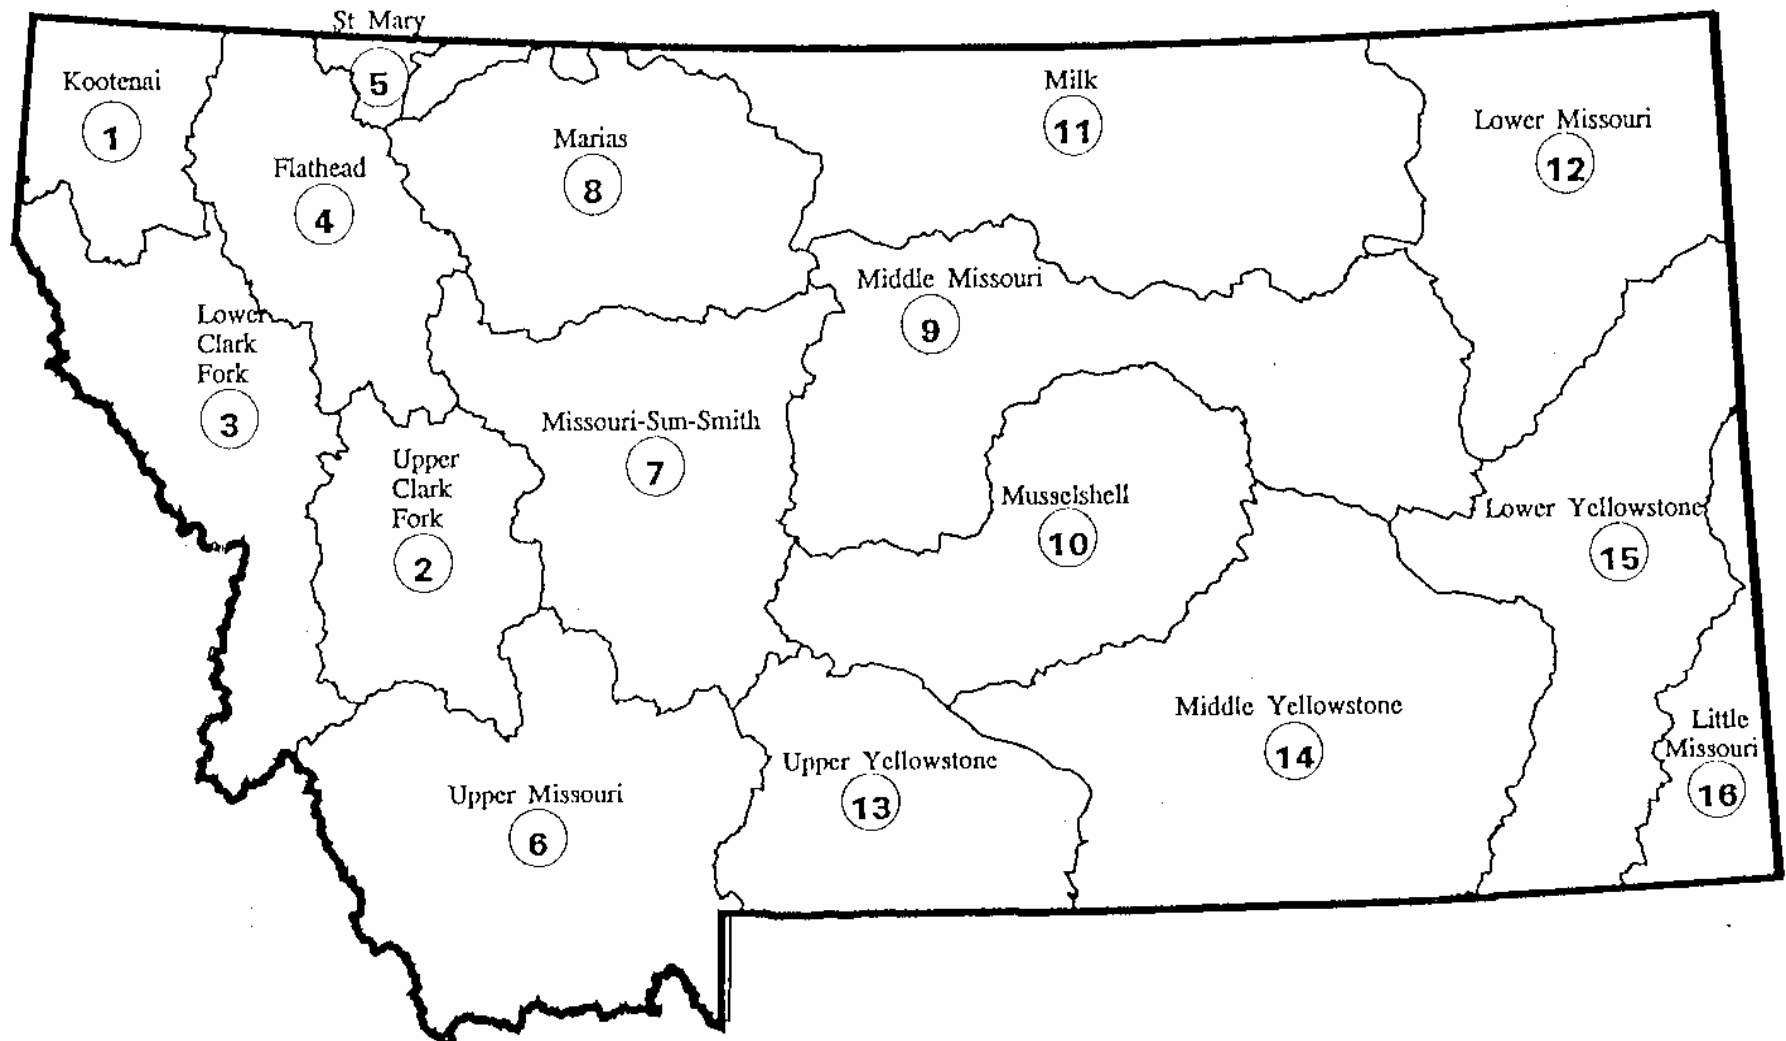 St Mary
5
Kootenai
1
Flathead
4
Marias
8
Milk
11
Lower Missouri
12
Lower
Clark
Fork
3
Middle Missouri
9
Missouri-Sun-Smith
7
Upper
Clark
Fork
2
Musselshell
10
Lower Yellowstone
15
Upper Missouri
6
Upper Yellowstone
13
Middle Yellowstone
14
Little
Missouri
16